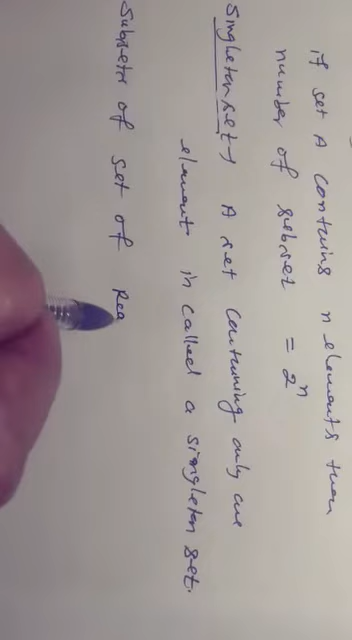 if set A contains n elements then
number of subset = 2^n
Singleton set → A set containing only one
element is called a singleton set.
Subsets of set of Rea